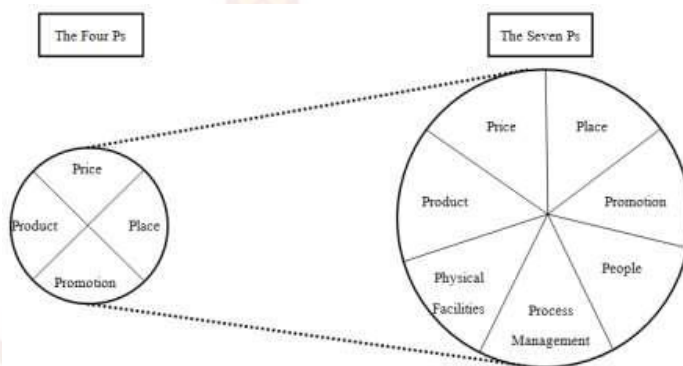 The Four Ps
The Seven Ps
Price
Product
Place
Promotion
Price
Place
Product
Promotion
People
Physical
Facilities
Process
Management